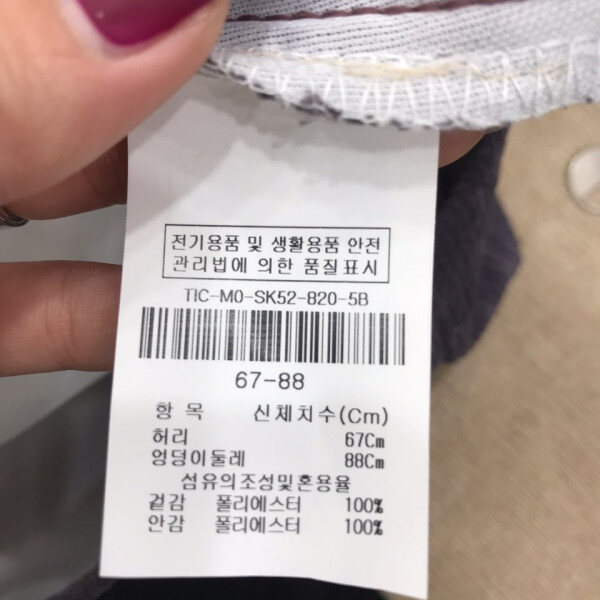 전기용품 및 생활용품 안전
관리법에 의한 품질표시
TIC-MO-SK52-820-5B
67-88
항 목 신체치수(Cm)
허리 67Cm
엉덩이둘레 88Cm
섬유의조성및혼용율
겉감 폴리에스터 100%
안감 폴리에스터 100%